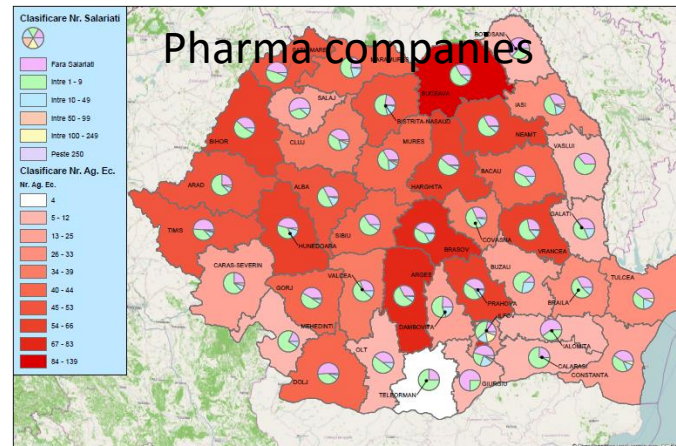 Pharma companies
Clasificare Nr. Salariati
Fara Salariati
Intre 1 - 9
Intre 10 - 49
Intre 50 - 99
Intre 100 - 249
Peste 250
Clasificare Nr. Ag. Ec.
Nr. Ag. Ec.
4
5 - 12
13 - 25
26 - 33
34 - 39
40 - 44
45 - 53
54 - 66
67 - 83
84 - 139
BOTOSANI
SALAJ
BISTRITA-NASAUD
IASI
BIHOR
CLUJ
MURES
NEAMT
VASLUI
ARAD
ALBA
HARGHITA
BACAU
TIMIS
HUNEDOARA
SIBIU
BRASOV
COVASNA
VRANCEA
GALATI
CARAS-SEVERIN
GORJ
VALCEA
ARGES
PRAHOVA
BUZAU
BRAILA
TULCEA
MEHEDINTI
DAMBOVITA
IALOMITA
OLT
CALARASI
CONSTANTA
DOLJ
TELEORMAN
GIURGIU